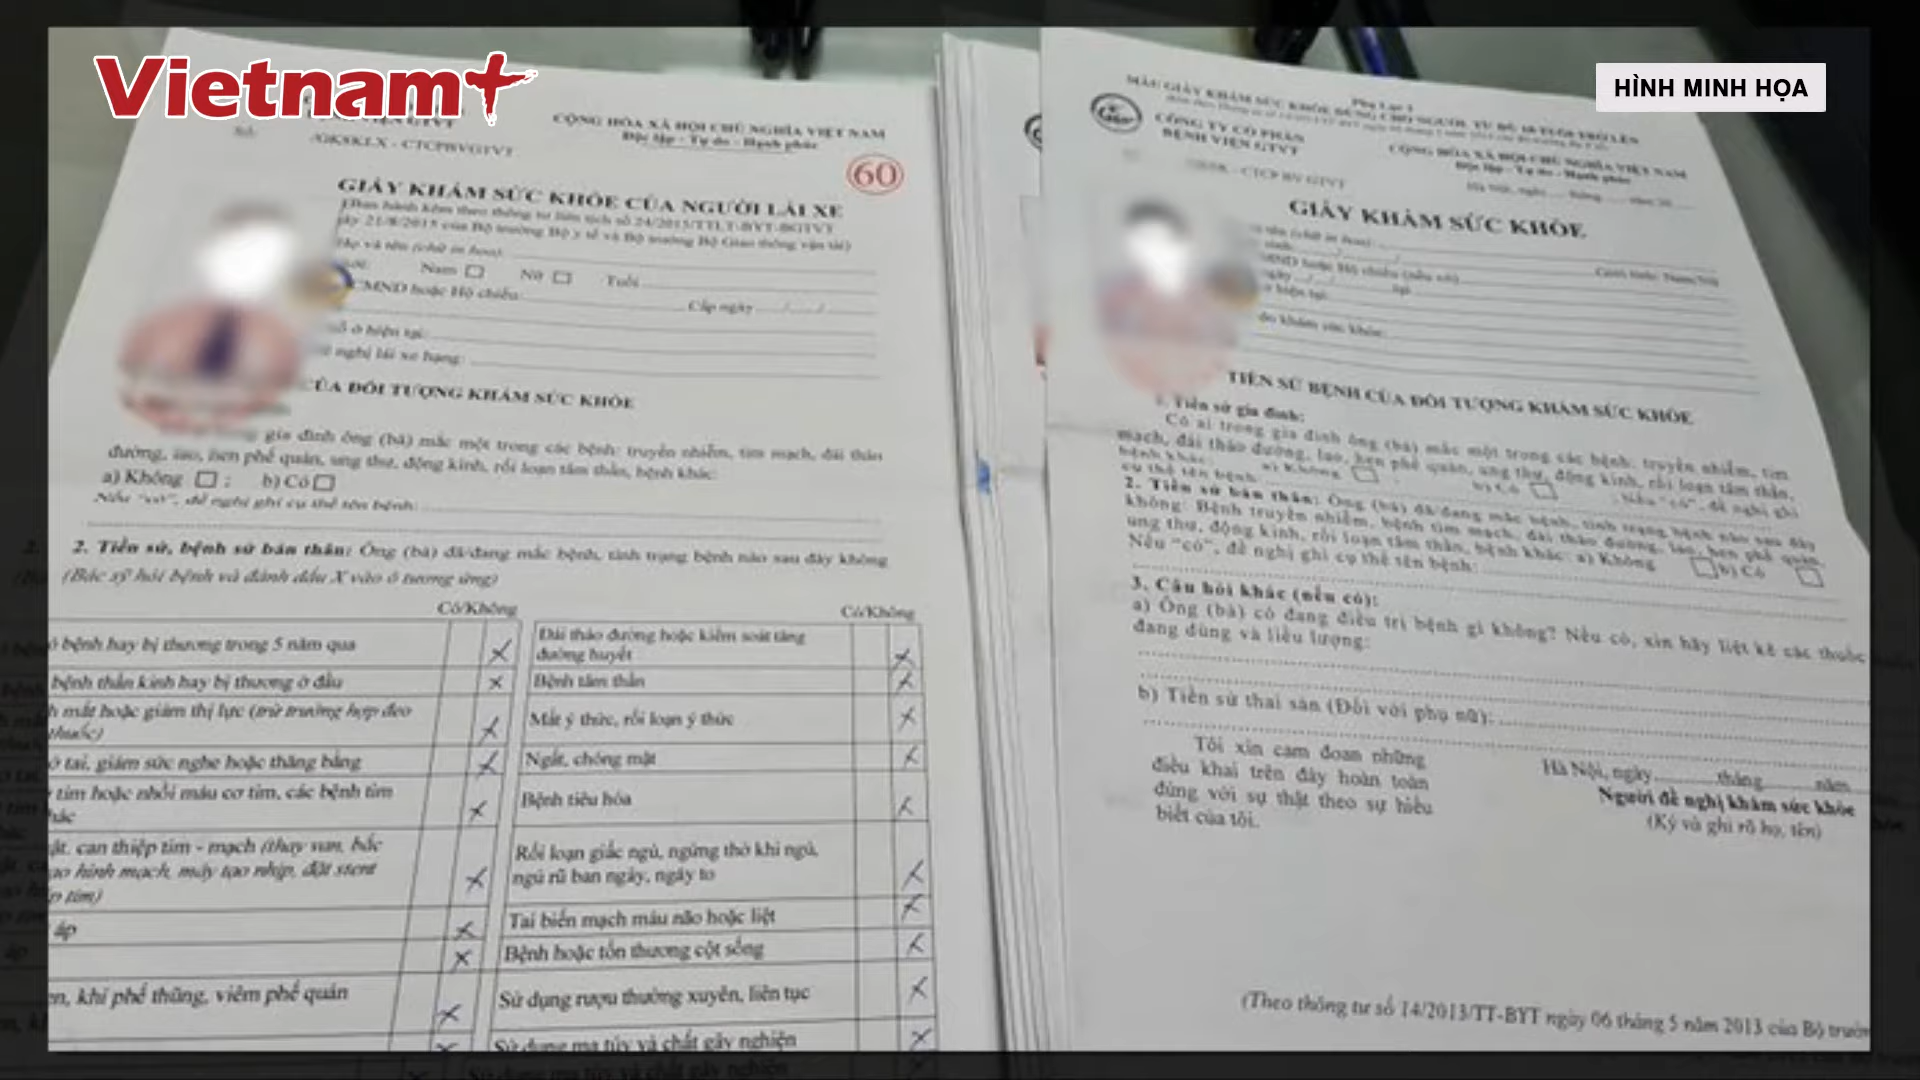 Vietnam+
HÌNH MINH HỌA
CỘNG HÒA XÃ HỘI CHỦ NGHĨA VIỆT NAM
Độc lập - Tự do - Hạnh phúc
/GKSKLX - CTCPBVGTVT
60
GIẤY KHÁM SỨC KHỎE CỦA NGƯỜI LÁI XE
(Ban hành kèm theo thông tư liên tịch số 24/2015/TTLT-BYT-BGTVT
21/8/2015 của Bộ trưởng Bộ y tế và Bộ trưởng Bộ Giao thông vận tải)
Họ và tên (chữ in hoa):
Nam Nữ Tuổi
CMND hoặc Hộ chiếu: Cấp ngày / /
ở hiện tại:
nghị lái xe hạng:
CỦA ĐỐI TƯỢNG KHÁM SỨC KHỎE
gia đình ông (bà) mắc một trong các bệnh: truyền nhiễm, tim mạch, đái tháo
đường, lao, hen phế quản, ung thư, động kinh, rối loạn tâm thần, bệnh khác:
a) Không ; b) Có
Nếu "có", đề nghị ghi cụ thể tên bệnh:
2. Tiền sử, bệnh sử bản thân: Ông (bà) đã/đang mắc bệnh, tình trạng bệnh nào sau đây không
(Bác sỹ hỏi bệnh và đánh dấu X vào ô tương ứng)
Có/Không
bệnh hay bị thương trong 5 năm qua X
bệnh thần kinh hay bị thương ở đầu X
mắt hoặc giảm thị lực (trừ trường hợp đeo
thuốc) X
tai, giảm sức nghe hoặc thăng bằng X
tim hoặc nhồi máu cơ tim, các bệnh tim
X
can thiệp tim - mạch (thay van, bắc
hình mạch, máy tạo nhịp, đặt stent
tim) X
áp X
X
khí phế thũng, viêm phế quản X
Có/Không
Đái tháo đường hoặc kiểm soát tăng
đường huyết X
Bệnh tâm thần X
Mất ý thức, rối loạn ý thức X
Ngất, chóng mặt X
Bệnh tiêu hóa X
Rối loạn giấc ngủ, ngừng thở khi ngủ,
ngủ rũ ban ngày, ngáy to X
Tai biến mạch máu não hoặc liệt X
Bệnh hoặc tổn thương cột sống X
Sử dụng rượu thường xuyên, liên tục X
Sử dụng ma túy và chất gây nghiện X
MẪU GIẤY KHÁM SỨC KHỎE DÙNG CHO NGƯỜI TỪ ĐỦ 18 TUỔI TRỞ LÊN
CÔNG TY CỔ PHẦN
BỆNH VIỆN GTVT
CỘNG HÒA XÃ HỘI CHỦ NGHĨA VIỆT NAM
Độc lập - Tự do - Hạnh phúc
- CTCP BV GTVT
Hà Nội, ngày tháng năm 20
GIẤY KHÁM SỨC KHỎE
tên (chữ in hoa):
Giới tính: Nam/Nữ
CMND hoặc Hộ chiếu (nếu có)
ngày / / tại
hiện tại:
do khám sức khỏe:
TIỀN SỬ BỆNH CỦA ĐỐI TƯỢNG KHÁM SỨC KHỎE
1. Tiền sử gia đình:
Có ai trong gia đình ông (bà) mắc một trong các bệnh: truyền nhiễm, tim
mạch, đái tháo đường, lao, hen phế quản, ung thư, động kinh, rối loạn tâm thần,
bệnh khác: a) Không b) Có ; Nếu "có", đề nghị ghi
cụ thể tên bệnh:
2. Tiền sử bản thân: Ông (bà) đã/đang mắc bệnh, tình trạng bệnh nào sau đây
không: Bệnh truyền nhiễm, bệnh tim mạch, đái tháo đường, lao, hen phế quản,
ung thư, động kinh, rối loạn tâm thần, bệnh khác: a) Không b) Có
Nếu "có", đề nghị ghi cụ thể tên bệnh:
3. Câu hỏi khác (nếu có):
a) Ông (bà) có đang điều trị bệnh gì không? Nếu có, xin hãy liệt kê các thuốc
đang dùng và liều lượng:
b) Tiền sử thai sản (Đối với phụ nữ):
Tôi xin cam đoan những
điều khai trên đây hoàn toàn
đúng với sự thật theo sự hiểu
biết của tôi.
Hà Nội, ngày tháng năm
Người đề nghị khám sức khỏe
(Ký và ghi rõ họ, tên)
(Theo thông tư số 14/2013/TT-BYT ngày 06 tháng 5 năm 2013 của Bộ